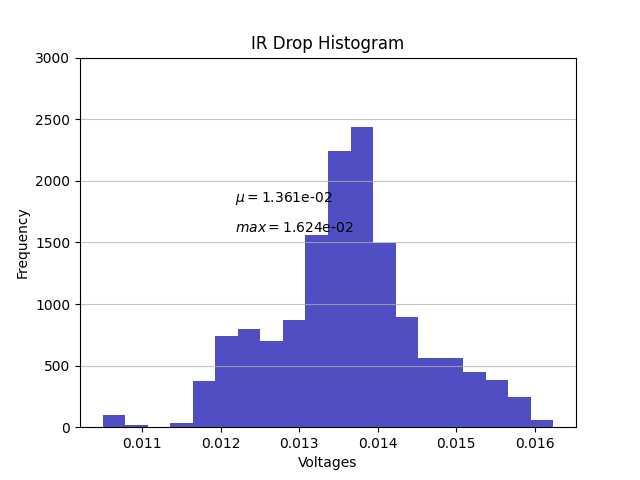 IR Drop Histogram
3000
2500
2000
1500
1000
500
0
Frequency
μ = 1.361e-02
max = 1.624e-02
0.011 0.012 0.013 0.014 0.015 0.016
Voltages